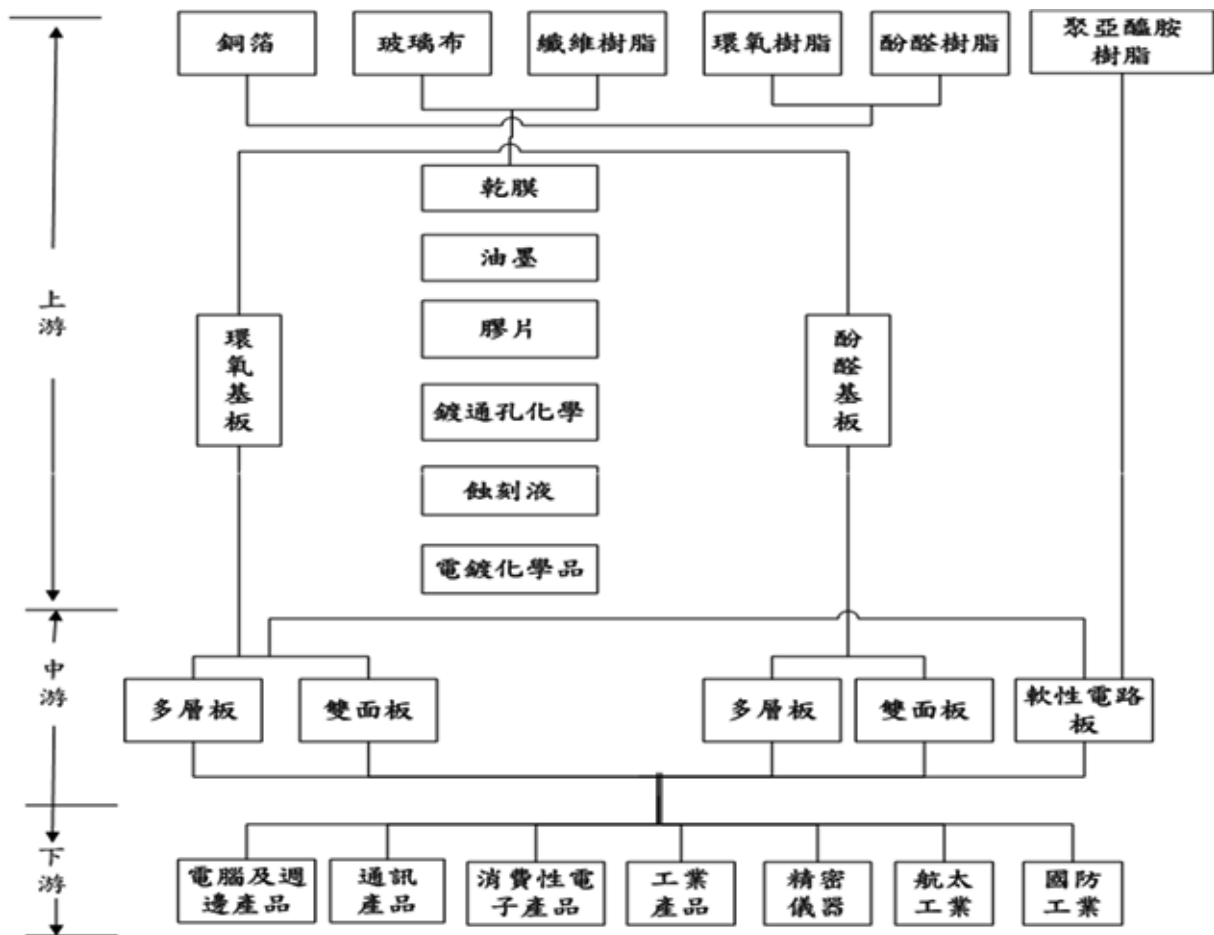 銅箔
玻璃布
纖維樹脂
環氧樹脂
酚醛樹脂
聚亞醯胺
樹脂
乾膜
油墨
膠片
鍍通孔化學
蝕刻液
電鍍化學品
上游
環氧基板
酚醛基板
中游
多層板
雙面板
多層板
雙面板
軟性電路
板
下游
電腦及週
邊產品
通訊
產品
消費性電
子產品
工業
產品
精密
儀器
航太
工業
國防
工業